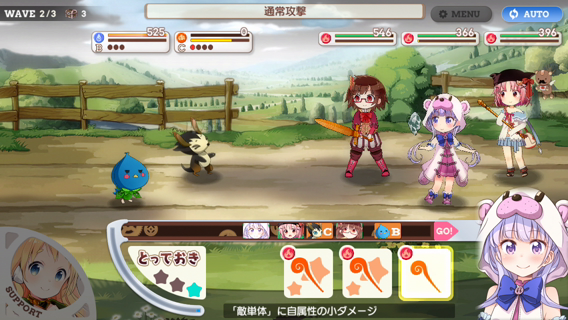 WAVE 2/3 3
通常攻撃
MENU
AUTO
B 525
C 0
546
366
396
C
B
GO!
とっておき
SUPPORT
「敵単体」に自属性の小ダメージ